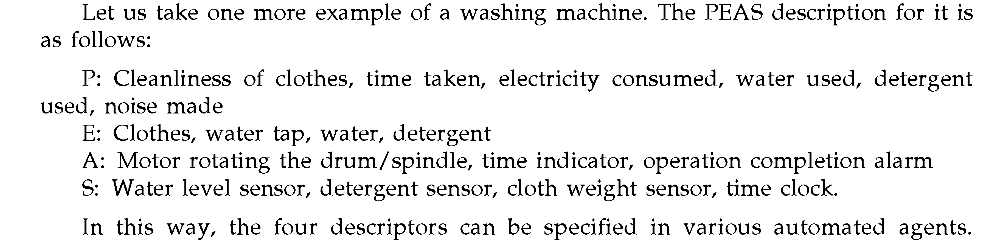 Let us take one more example of a washing machine. The PEAS description for it is
as follows:
P: Cleanliness of clothes, time taken, electricity consumed, water used, detergent
used, noise made
E: Clothes, water tap, water, detergent
A: Motor rotating the drum/spindle, time indicator, operation completion alarm
S: Water level sensor, detergent sensor, cloth weight sensor, time clock.
In this way, the four descriptors can be specified in various automated agents.